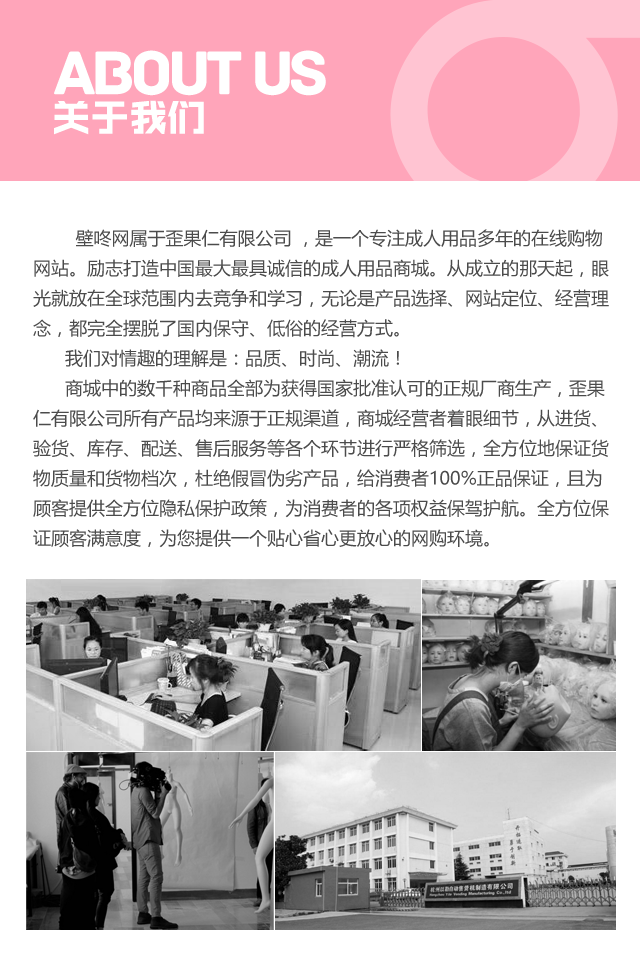 ABOUT US
关于我们
壁咚网属于歪果仁有限公司 ，是一个专注成人用品多年的在线购物
网站。励志打造中国最大最具诚信的成人用品商城。从成立的那天起，眼
光就放在全球范围内去竞争和学习，无论是产品选择、网站定位、经营理
念，都完全摆脱了国内保守、低俗的经营方式。
我们对情趣的理解是：品质、时尚、潮流！
商城中的数千种商品全部为获得国家批准认可的正规厂商生产，歪果
仁有限公司所有产品均来源于正规渠道，商城经营者着眼细节，从进货、
验货、库存、配送、售后服务等各个环节进行严格筛选，全方位地保证货
物质量和货物档次，杜绝假冒伪劣产品，给消费者100%正品保证，且为
顾客提供全方位隐私保护政策，为消费者的各项权益保驾护航。全方位保
证顾客满意度，为您提供一个贴心省心更放心的网购环境。